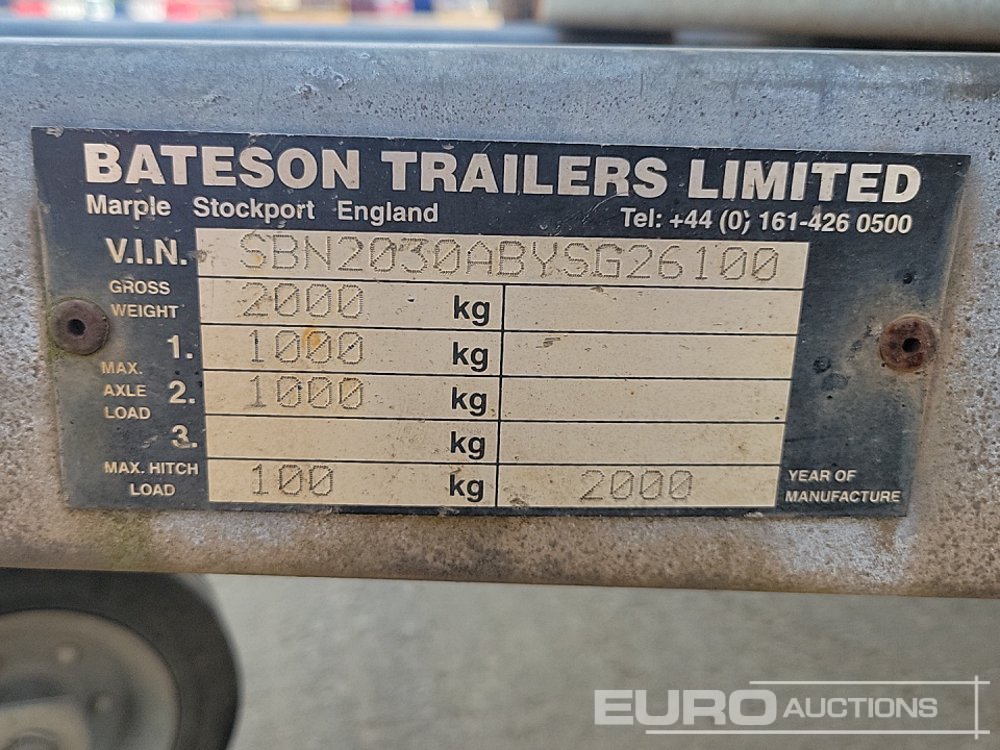 BATESON TRAILERS LIMITED
Marple Stockport England Tel: +44 (0) 161-426 0500
V.I.N. SBN2030ABYSG26100
GROSS WEIGHT 2000 kg
MAX. AXLE LOAD
1. 1000 kg
2. 1000 kg
3. kg
MAX. HITCH LOAD 100 kg 2000 YEAR OF MANUFACTURE
EURO AUCTIONS